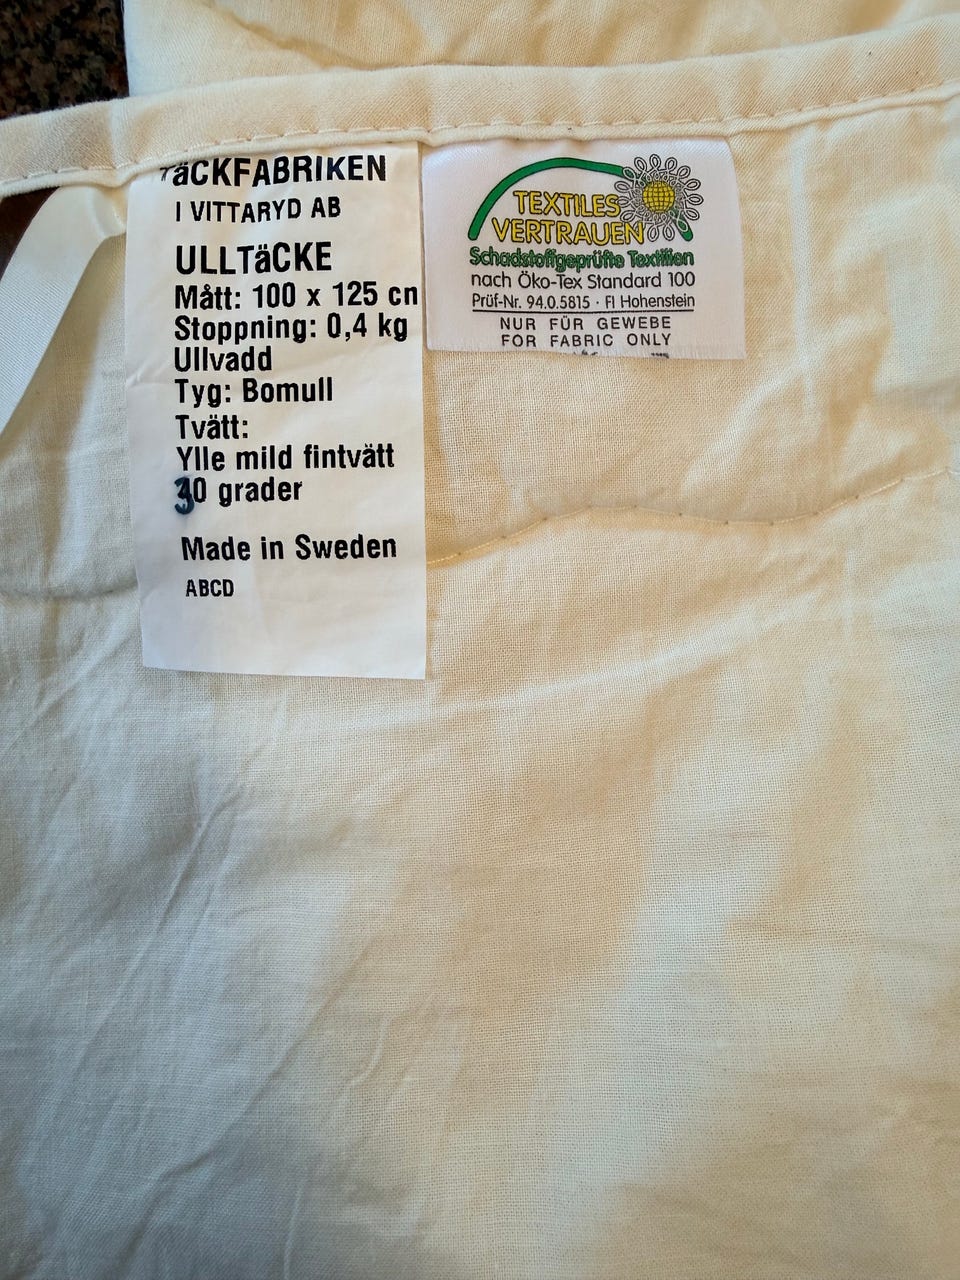 TäCKFABRIKEN
I VITTARYD AB
ULLTäCKE
Mått: 100 x 125 cm
Stoppning: 0,4 kg
Ullvadd
Tyg: Bomull
Tvätt:
Ylle mild fintvätt
30 grader
Made in Sweden
ABCD
TEXTILES
VERTRAUEN
Schadstoffgeprüfte Textilien
nach Öko-Tex Standard 100
Prüf-Nr. 94.0.5815 · FI Hohenstein
NUR FÜR GEWEBE
FOR FABRIC ONLY